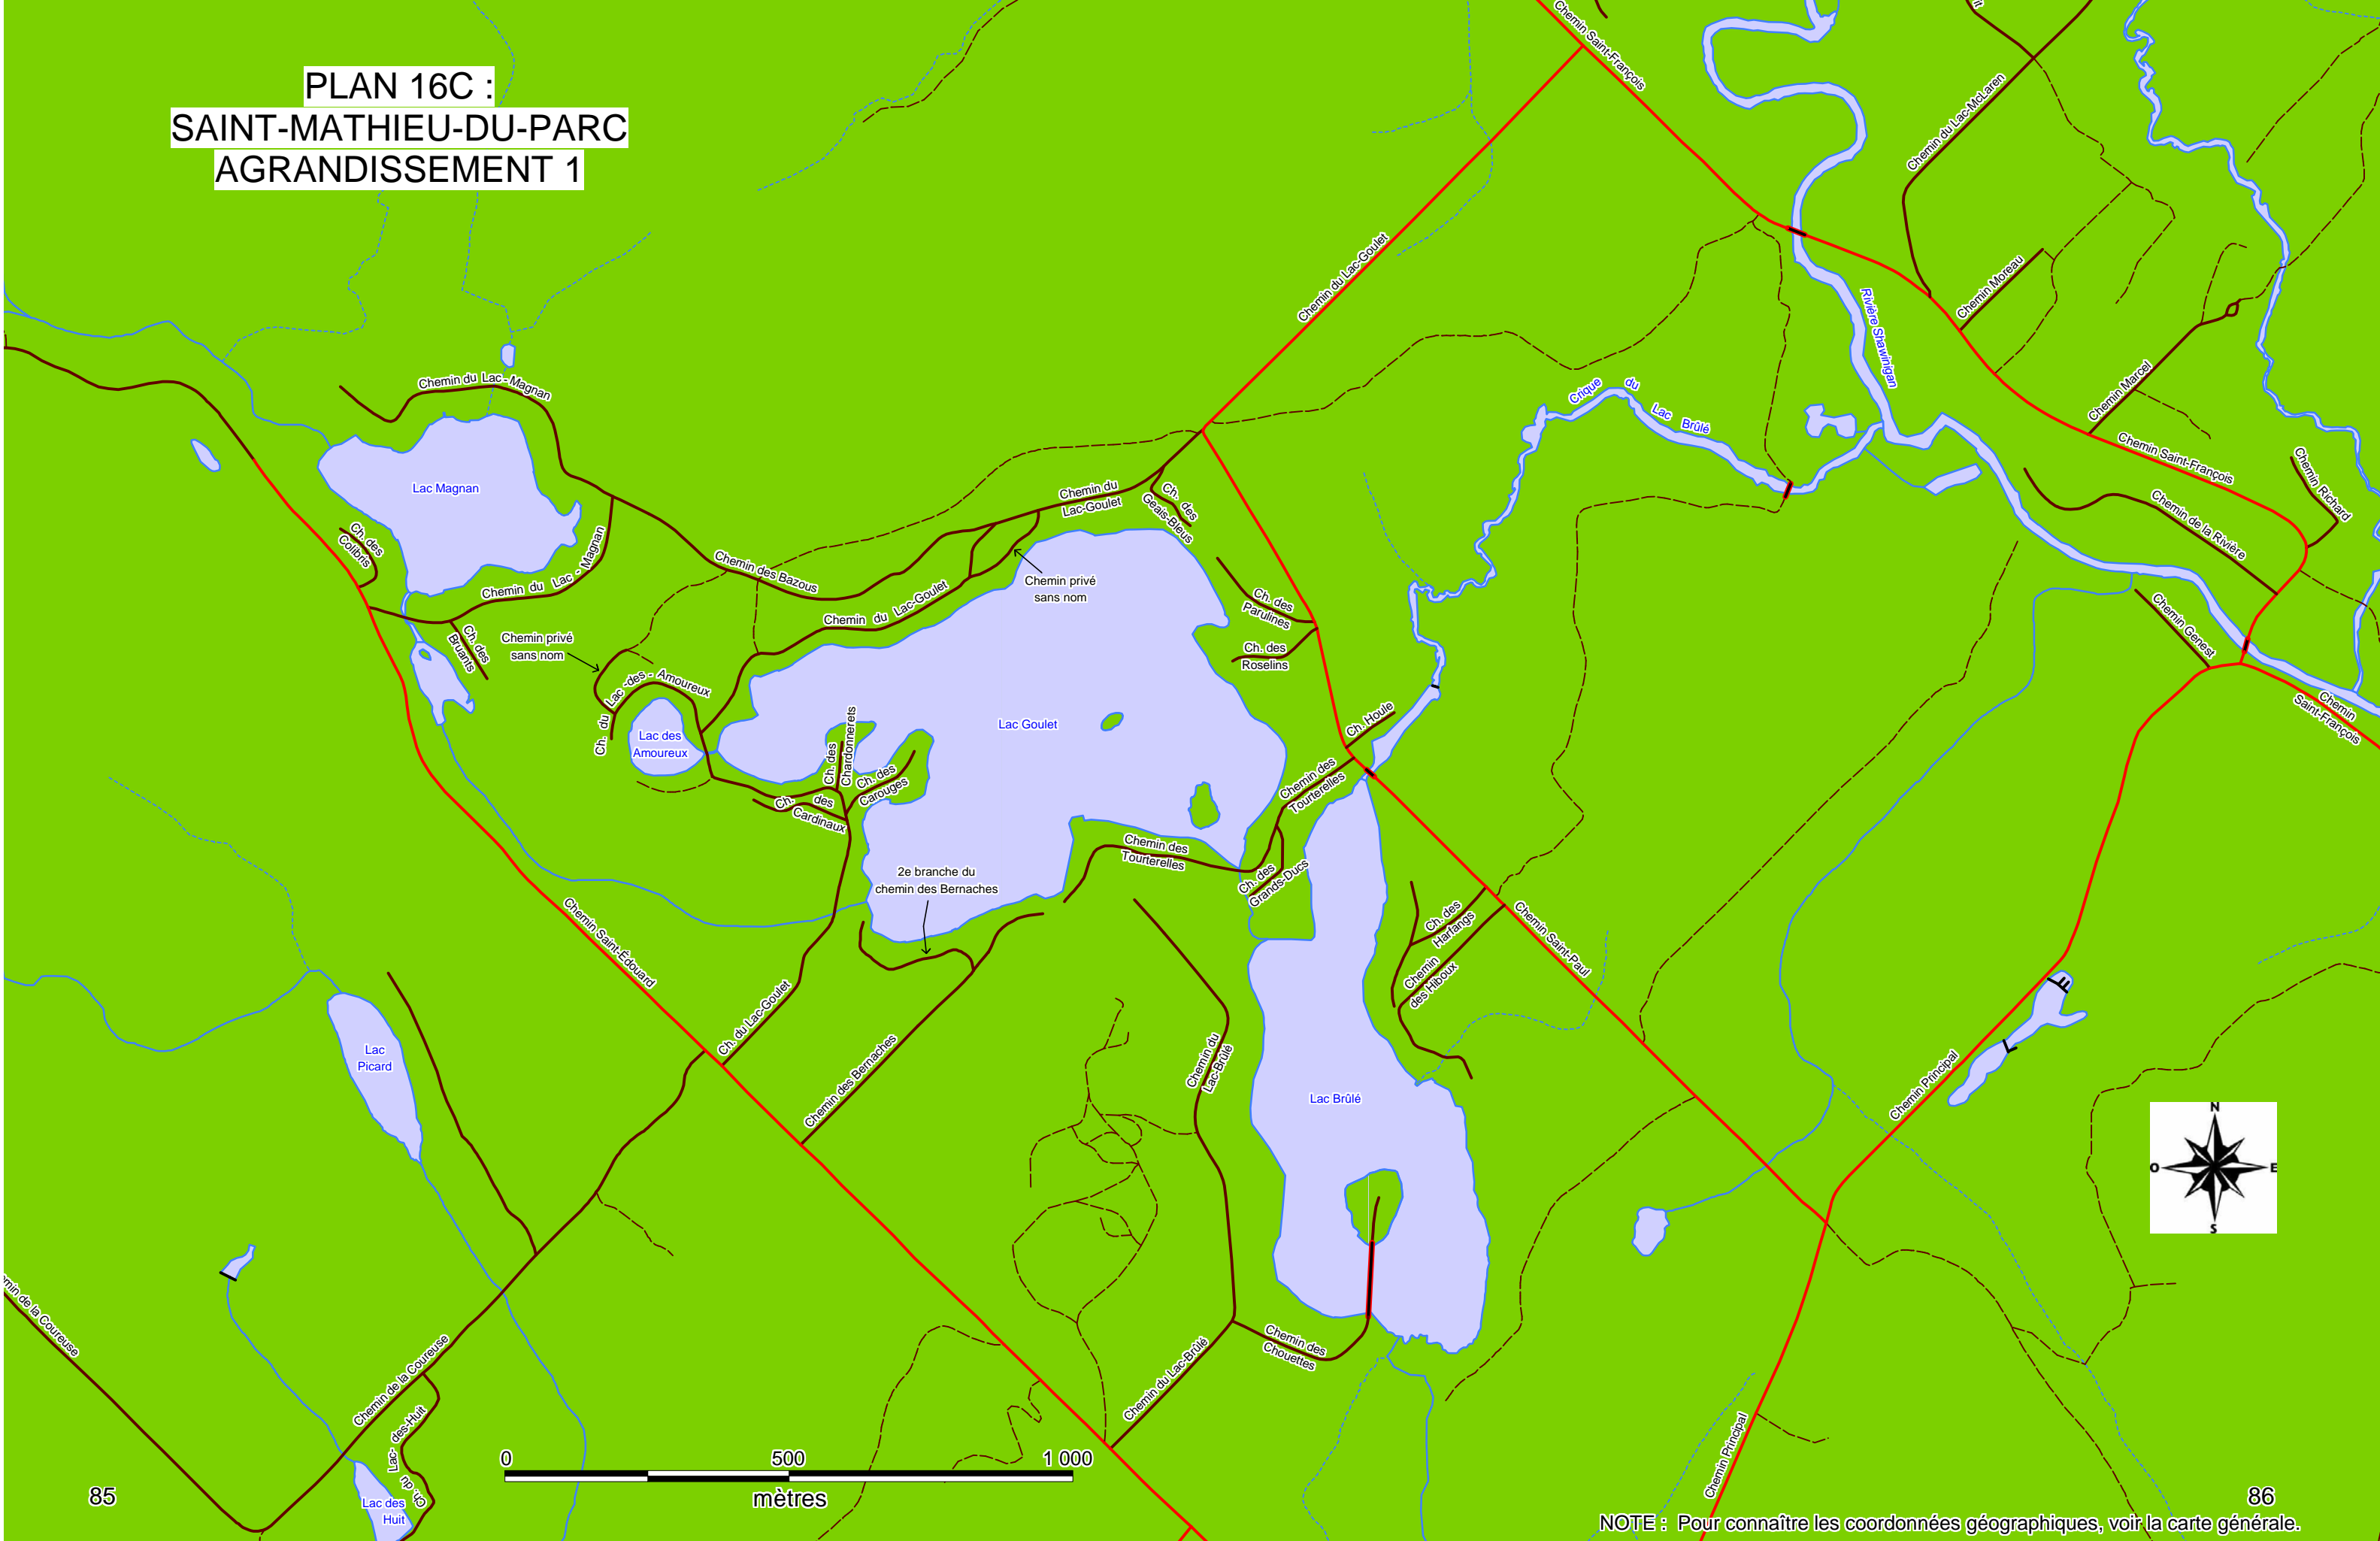 PLAN 16C :
SAINT-MATHIEU-DU-PARC
AGRANDISSEMENT 1
Chemin Saint-François
Chemin du Lac-McLaren
Chemin du Lac-Goulet
Chemin Moreau
Rivière Shawinigan
Chemin Marcel
Crique du Lac Brûlé
Chemin Saint-François
Chemin Richard
Chemin de la Rivière
Chemin Genest
Chemin
Saint-François
Chemin du Lac-Magnan
Lac Magnan
Ch. des
Colibris
Chemin du Lac-Magnan
Ch. des
Bruants
Chemin des Bazous
Chemin du
Lac-Goulet
Ch. des
Geais-Bleus
Chemin privé
sans nom
Chemin du Lac-Goulet
Chemin privé
sans nom
Ch. du Lac-des-Amoureux
Lac des
Amoureux
Ch. des
Parulines
Ch. des
Roselins
Lac Goulet
Ch. Houle
Ch. des
Chardonnerets
Ch. des
Carouges
Ch. des
Cardinaux
Chemin des
Tourterelles
Chemin des
Tourterelles
Ch. des
Grands-Ducs
2e branche du
chemin des Bernaches
Chemin Saint-Édouard
Ch. des
Harfangs
Chemin
des Hiboux
Chemin Saint-Paul
Ch. du Lac-Goulet
Chemin des Bernaches
Lac
Picard
Chemin du
Lac-Brûlé
Lac Brûlé
Chemin Principal
N
O
E
S
emin de la Coureuse
Chemin de la Coureuse
Ch. du Lac-des-Huit
Lac des
Huit
Chemin des
Chouettes
Chemin du Lac-Brûlé
Chemin Principal
0 500 1 000
mètres
85
86
NOTE : Pour connaître les coordonnées géographiques, voir la carte générale.